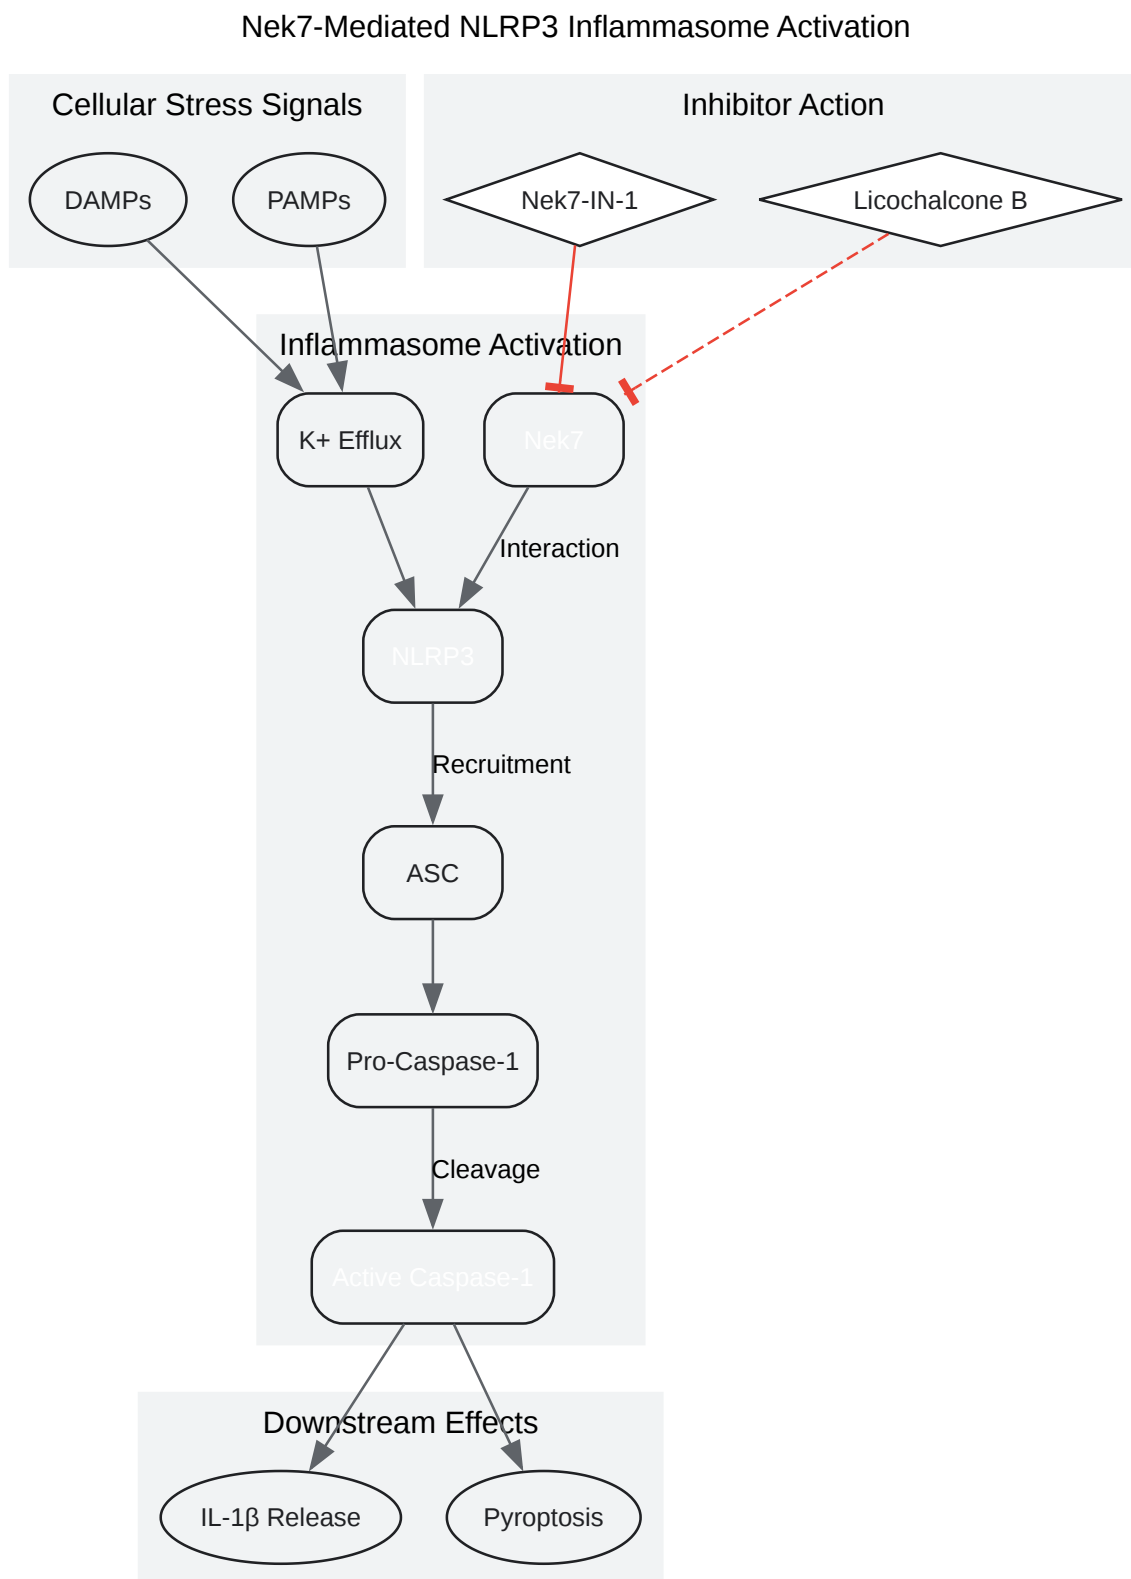 Nek7-Mediated NLRP3 Inflammasome Activation
Cellular Stress Signals
Inhibitor Action
DAMPs
PAMPs
Nek7-IN-1
Licochalcone B
Inflammasome Activation
K+ Efflux
Nek7
Interaction
NLRP3
Recruitment
ASC
Pro-Caspase-1
Cleavage
Active Caspase-1
Downstream Effects
IL-1β Release
Pyroptosis